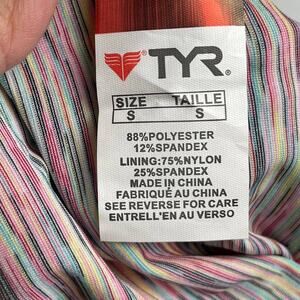 TYR®
SIZE TAILLE
S S
88%POLYESTER
12%SPANDEX
LINING:75%NYLON
25%SPANDEX
MADE IN CHINA
FABRIQUÉ AU CHINA
SEE REVERSE FOR CARE
ENTRELL'EN AU VERSO